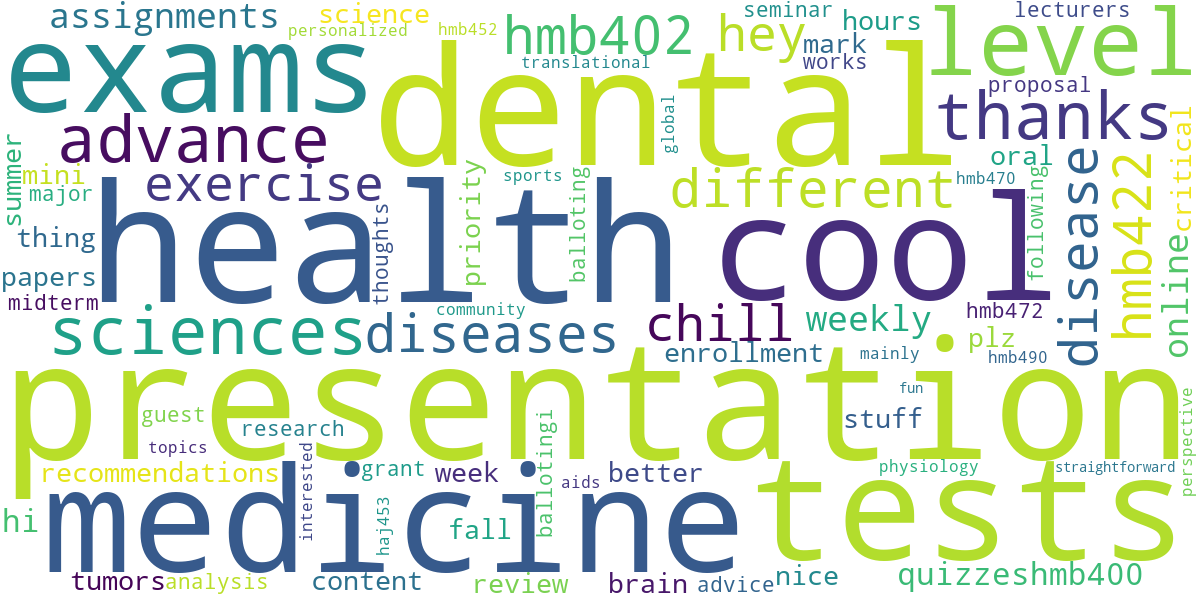 assignments
science
personalized
hmb452
hmb402
translational
hey
seminar
hours
mark
works
lecturers
level
exams
dental
proposal
thanks
advance
global
summer
mini
major
exercise
priority
sports
balloting
different
oral
hmb470
following
disease
hmb422
critical
thing
papers
midterm
health
thoughts
cool
online
sciences
diseases
community
chill
weekly
hmb472
plz
enrollment
mainly
hmb490
presentation
fun
guest
topics
research
stuff
perspective
recommendations
interested
grant
week
ballotingi
aids
better
physiology
straightforward
hi
medicine
haj453
fall
tests
tumors
analysis
content
review
brain
advice
nice
quizzeshmb400